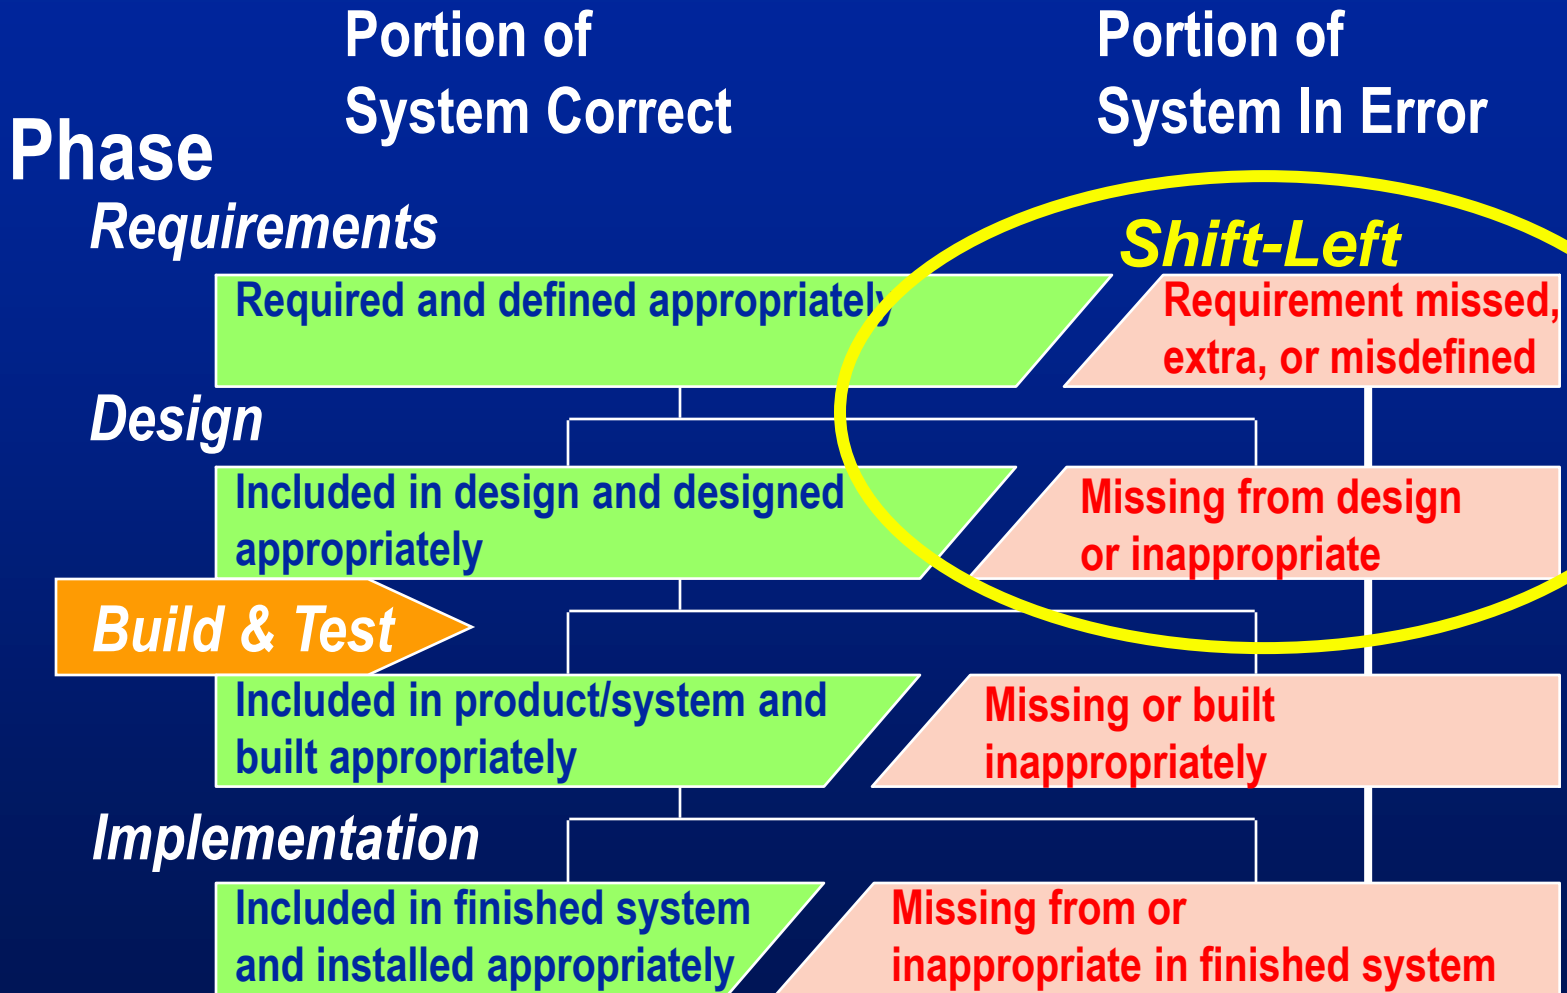 Portion of
System Correct
Portion of
System In Error
Phase
Requirements
Shift-Left
Required and defined appropriately
Requirement missed,
extra, or misdefined
Design
Included in design and designed
appropriately
Missing from design
or inappropriate
Build & Test
Included in product/system and
built appropriately
Missing or built
inappropriately
Implementation
Included in finished system
and installed appropriately
Missing from or
inappropriate in finished system